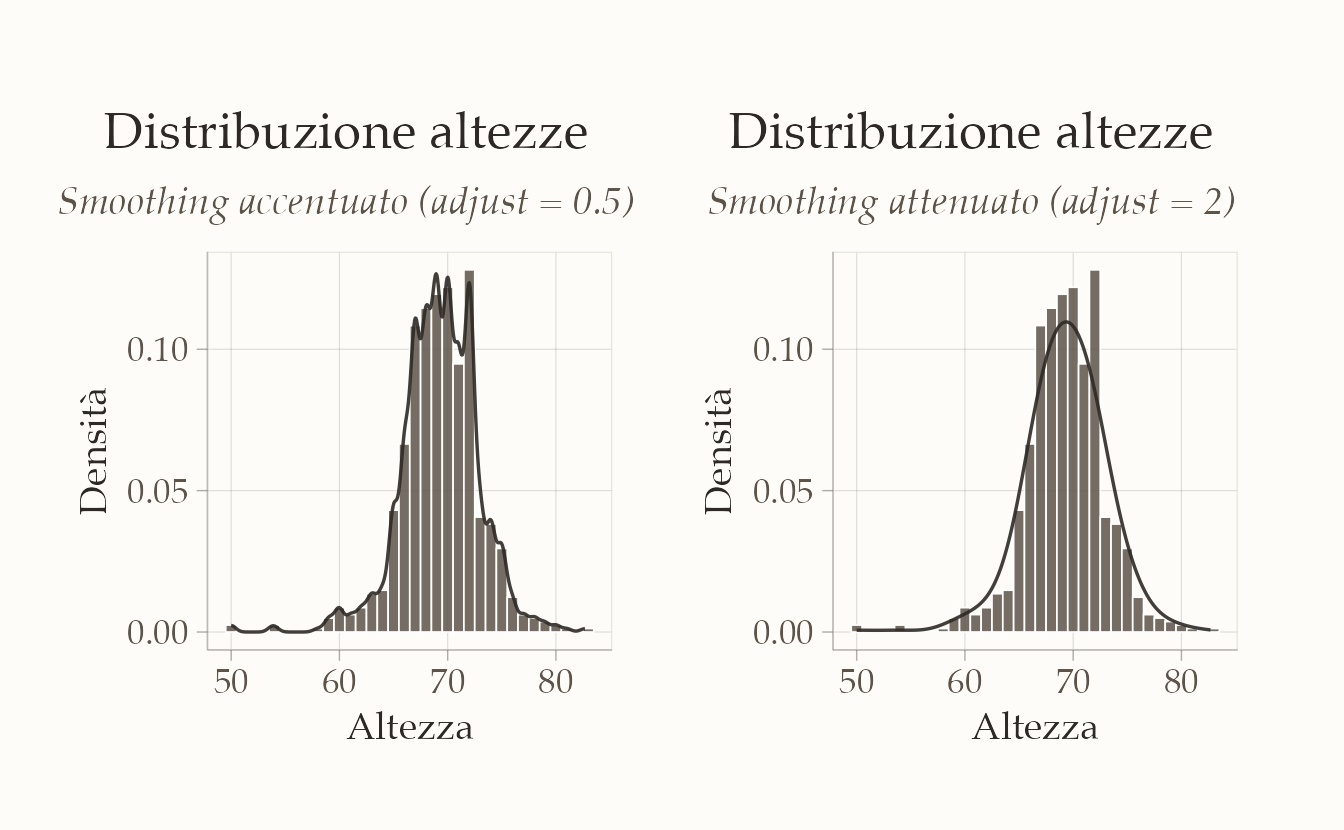 Distribuzione altezze
Smoothing accentuato (adjust = 0.5)
Densità
0.10
0.05
0.00
50 60 70 80
Altezza
Distribuzione altezze
Smoothing attenuato (adjust = 2)
Densità
0.10
0.05
0.00
50 60 70 80
Altezza